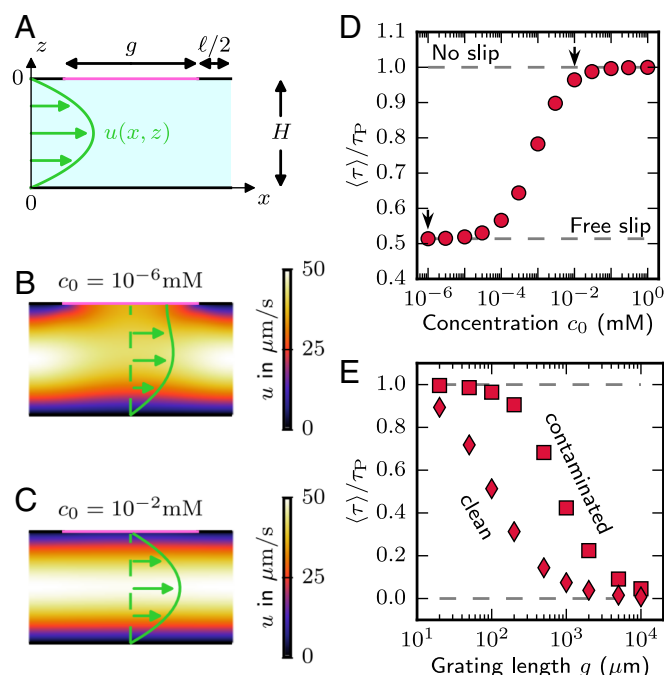 A
z
g
ℓ/2
0
u(x, z)
H
0
x
B
c₀ = 10⁻⁶mM
50
25
0
u in μm/s
C
c₀ = 10⁻²mM
50
25
0
u in μm/s
D
1.1
1.0
0.9
0.8
0.7
0.6
0.5
0.4
⟨τ⟩/τ_P
No slip
Free slip
10⁻⁶ 10⁻⁴ 10⁻² 10⁰
Concentration c₀ (mM)
E
1.0
0.8
0.6
0.4
0.2
0.0
⟨τ⟩/τ_P
contaminated
clean
10¹ 10² 10³ 10⁴
Grating length g (μm)